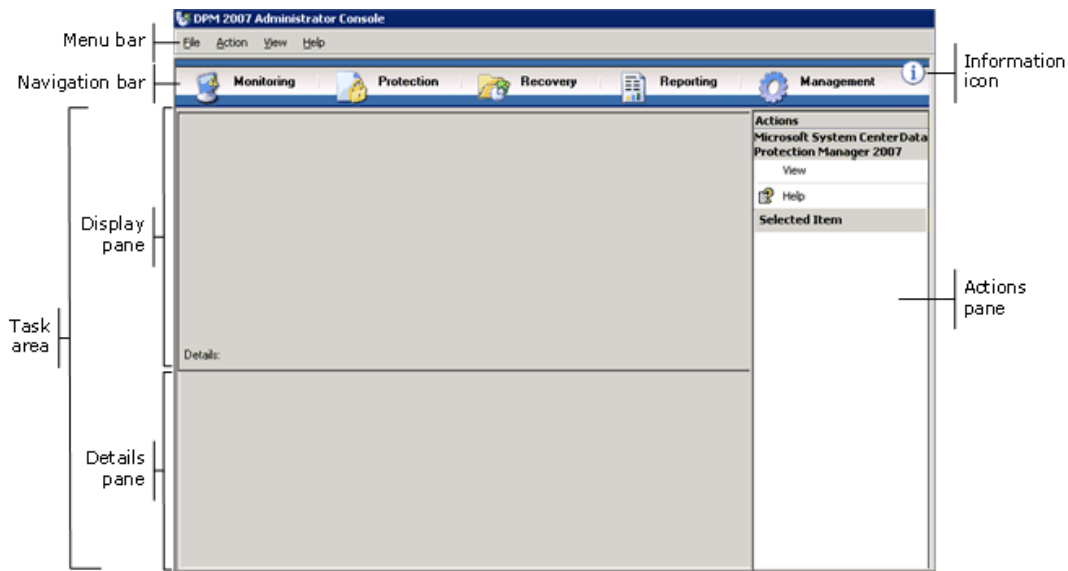 DPM 2007 Administrator Console
Menu bar
File Action View Help
Information
icon
Navigation bar
Monitoring Protection Recovery Reporting Management
Actions
Microsoft System CenterData
Protection Manager 2007
View
Help
Selected Item
Display
pane
Actions
pane
Task
area
Details:
Details
pane